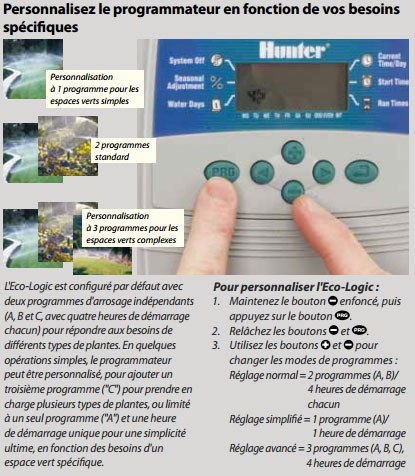 Personnalisez le programmateur en fonction de vos besoins
spécifiques
Personnalisation
à 1 programme pour les
espaces verts simples
2 programmes
standard
Personnalisation
à 3 programmes pour les
espaces verts complexes
Hunter®
System Off
Seasonal
Adjustment
Water Days
Current
Time/Day
Start Time
Run Times
MO TU WE TH FR SA SU
PRG
L'Eco-Logic est configuré par défaut avec
deux programmes d'arrosage indépendants
(A, B et C, avec quatre heures de démarrage
chacun) pour répondre aux besoins de
différents types de plantes. En quelques
opérations simples, le programmateur
peut être personnalisé, pour ajouter un
troisième programme ("C") pour prendre en
charge plusieurs types de plantes, ou limité
à un seul programme ("A") et une heure
de démarrage unique pour une simplicité
ultime, en fonction des besoins d'un
espace vert spécifique.
Pour personnaliser l'Eco-Logic :
1. Maintenez le bouton - enfoncé, puis
appuyez sur le bouton PRG.
2. Relâchez les boutons - et PRG.
3. Utilisez les boutons + et - pour
changer les modes de programmes :
Réglage normal = 2 programmes (A, B)/
4 heures de démarrage
chacun
Réglage simplifié = 1 programme (A)/
1 heure de démarrage
Réglage avancé = 3 programmes (A, B, C),
4 heures de démarrage